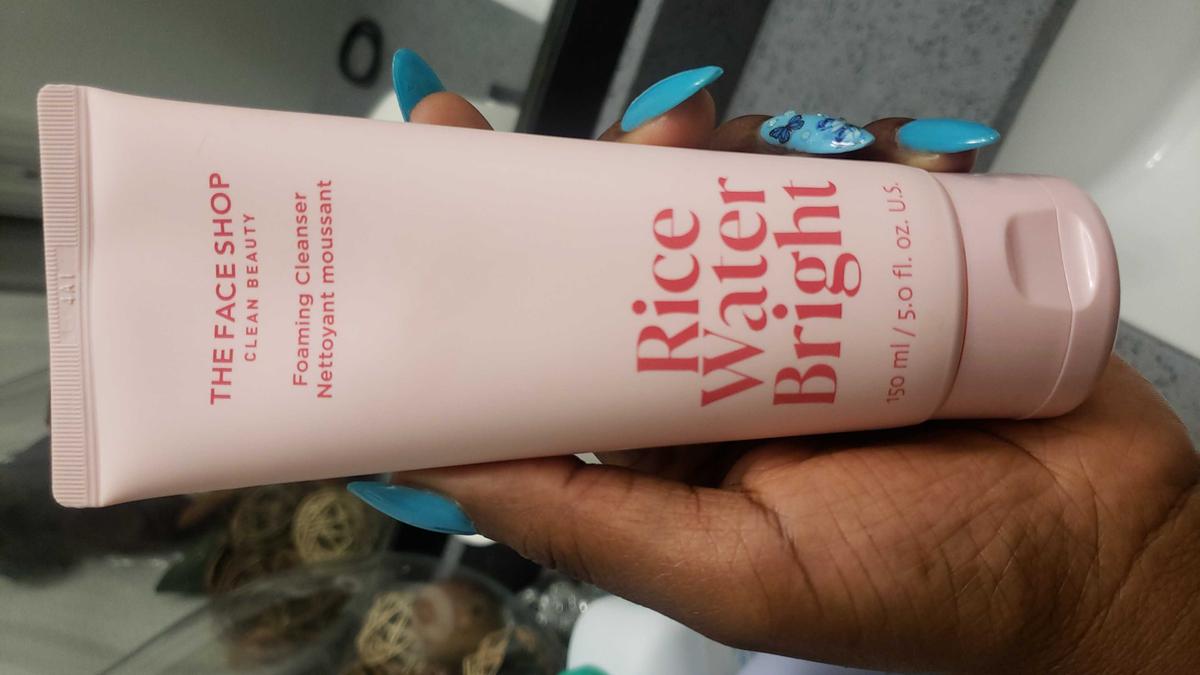 THE FACE SHOP
CLEAN BEAUTY
Foaming Cleanser
Nettoyant moussant
Rice
Water
Bright
150 ml / 5.0 fl. oz. U.S.